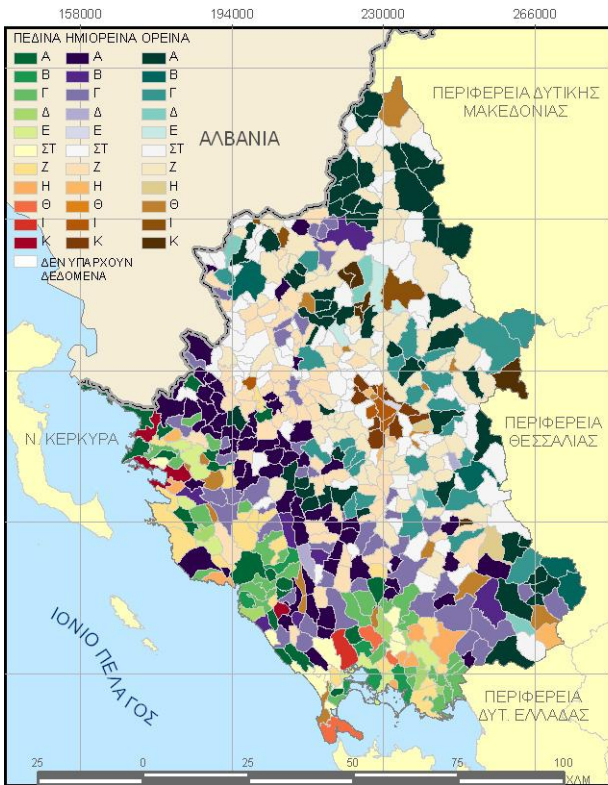 158000 194000 230000 266000
ΠΕΔΙΝΑ ΗΜΙΟΡΕΙΝΑ ΟΡΕΙΝΑ
Α Α Α
Β Β Β
Γ Γ Γ
Δ Δ Δ
Ε Ε Ε
ΣΤ ΣΤ ΣΤ
Ζ Ζ Ζ
Η Η Η
Θ Θ Θ
Ι Ι Ι
Κ Κ Κ
ΔΕΝ ΥΠΑΡΧΟΥΝ
ΔΕΔΟΜΕΝΑ
ΑΛΒΑΝΙΑ
ΠΕΡΙΦΕΡΕΙΑ ΔΥΤΙΚΗΣ
ΜΑΚΕΔΟΝΙΑΣ
Ν. ΚΕΡΚΥΡΑ
ΠΕΡΙΦΕΡΕΙΑ
ΘΕΣΣΑΛΙΑΣ
ΙΟΝΙΟ ΠΕΛΑΓΟΣ
ΠΕΡΙΦΕΡΕΙΑ
ΔΥΤ. ΕΛΛΑΔΑΣ
25 0 25 50 75 100
ΧΛΜ